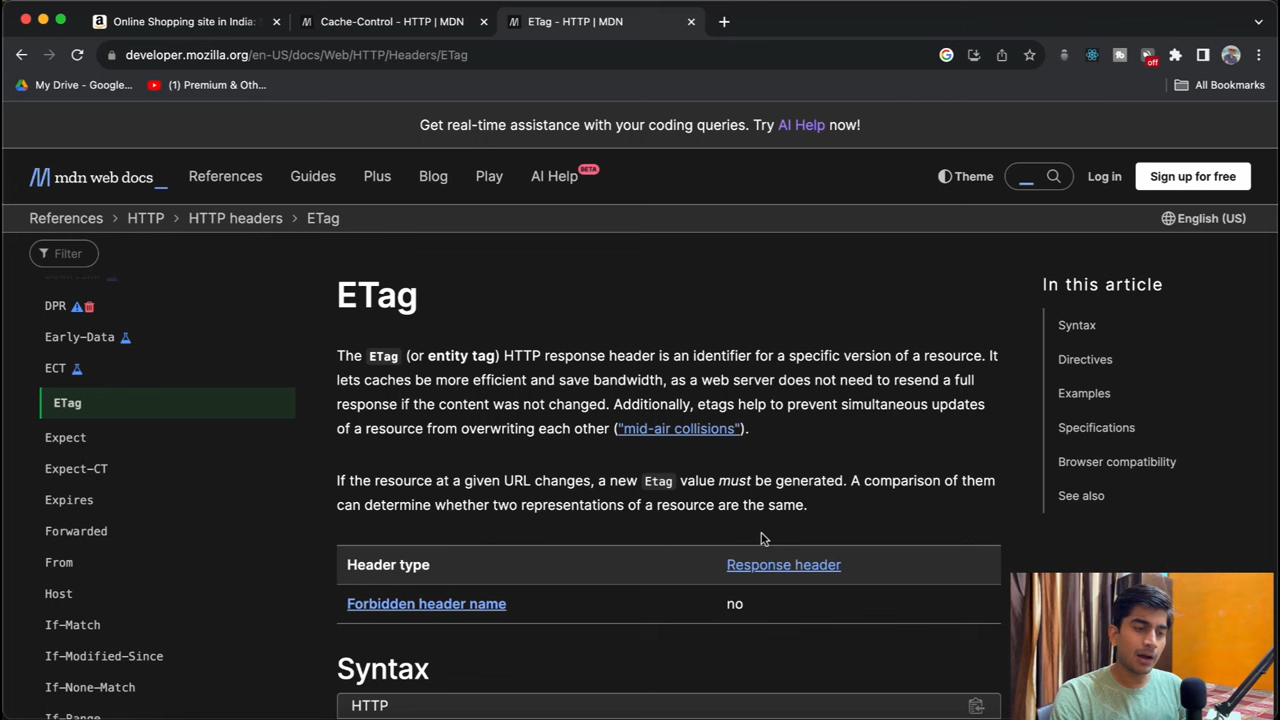 Online Shopping site in India:
Cache-Control - HTTP | MDN
ETag - HTTP | MDN
developer.mozilla.org/en-US/docs/Web/HTTP/Headers/ETag
off
My Drive - Google...
(1) Premium & Oth...
All Bookmarks
Get real-time assistance with your coding queries. Try AI Help now!
mdn web docs_
References
Guides
Plus
Blog
Play
AI Help
BETA
Theme
Log in
Sign up for free
References > HTTP > HTTP headers > ETag
English (US)
Filter
DPR
Early-Data
ECT
ETag
Expect
Expect-CT
Expires
Forwarded
From
Host
If-Match
If-Modified-Since
If-None-Match
If-Range
ETag
The ETag (or entity tag) HTTP response header is an identifier for a specific version of a resource. It
lets caches be more efficient and save bandwidth, as a web server does not need to resend a full
response if the content was not changed. Additionally, etags help to prevent simultaneous updates
of a resource from overwriting each other ("mid-air collisions").
If the resource at a given URL changes, a new Etag value must be generated. A comparison of them
can determine whether two representations of a resource are the same.
Header type
Response header
Forbidden header name
no
Syntax
HTTP
In this article
Syntax
Directives
Examples
Specifications
Browser compatibility
See also